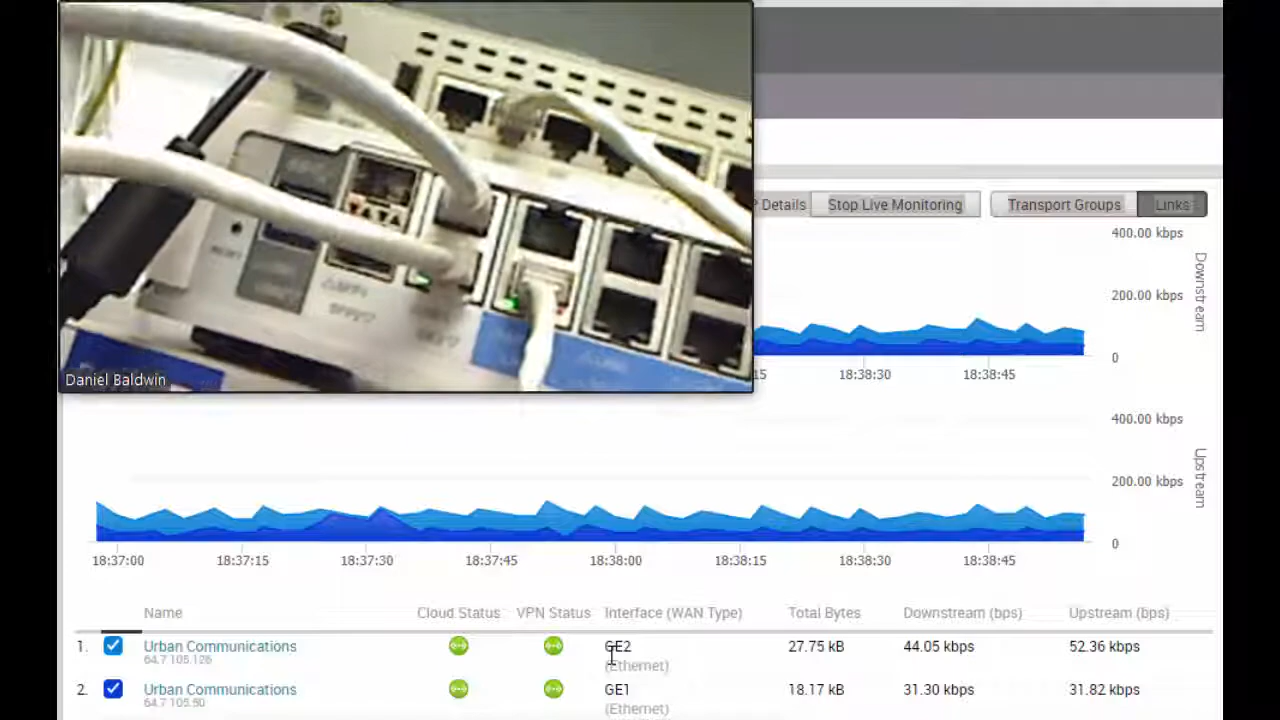 Daniel Baldwin
Details
Stop Live Monitoring
Transport Groups
Links
400.00 kbps
200.00 kbps
0
Downstream
15
18:38:30
18:38:45
400.00 kbps
200.00 kbps
0
Upstream
18:37:00
18:37:15
18:37:30
18:37:45
18:38:00
18:38:15
18:38:30
18:38:45
Name Cloud Status VPN Status Interface (WAN Type) Total Bytes Downstream (bps) Upstream (bps)
1. Urban Communications GE2 27.75 kB 44.05 kbps 52.36 kbps
64.7 105.126 (Ethernet)
2. Urban Communications GE1 18.17 kB 31.30 kbps 31.82 kbps
(Ethernet)